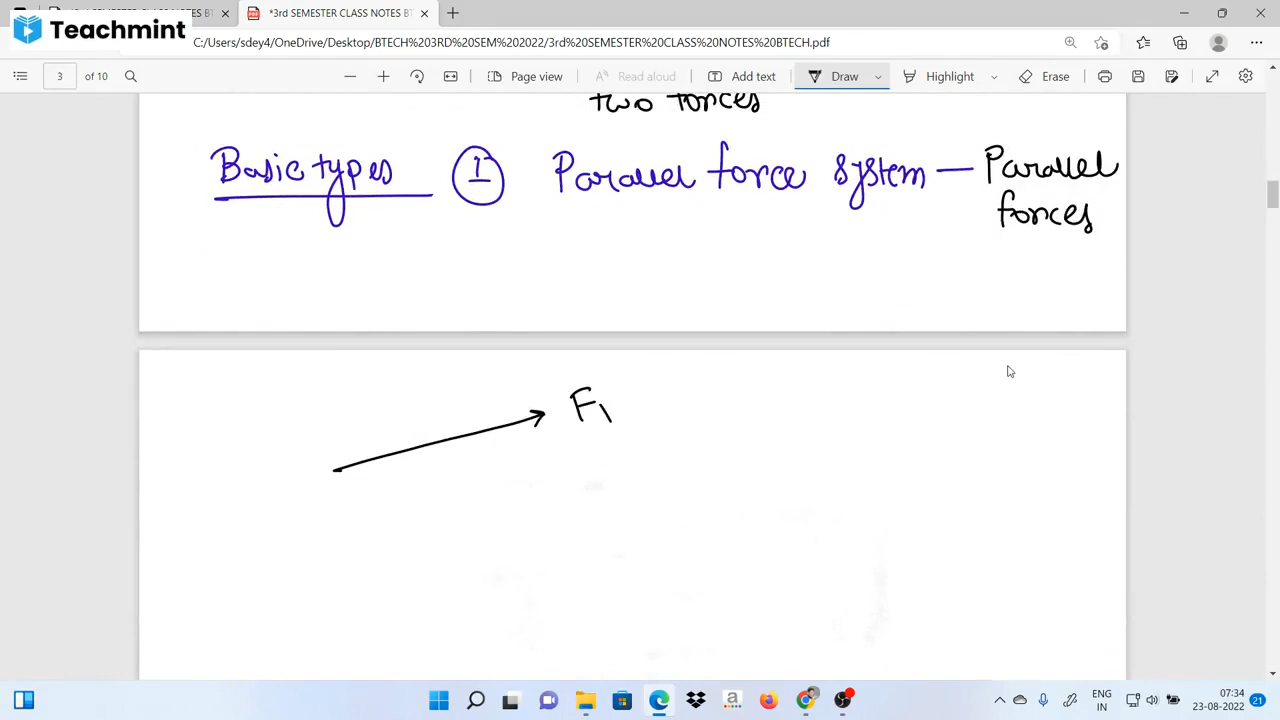 *3rd SEMESTER CLASS NOTES BT
Teachmint
C:/Users/sdey4/OneDrive/Desktop/BTECH%203RD%20SEM%202022/3rd%20SEMESTER%20CLASS%20NOTES%20BTECH.pdf
3 of 10 Page view Read aloud Add text Draw Highlight Erase
two forces
Basic types I Parallel force system — Parallel
forces
F1
ENG
IN
07:34
23-08-2022
21